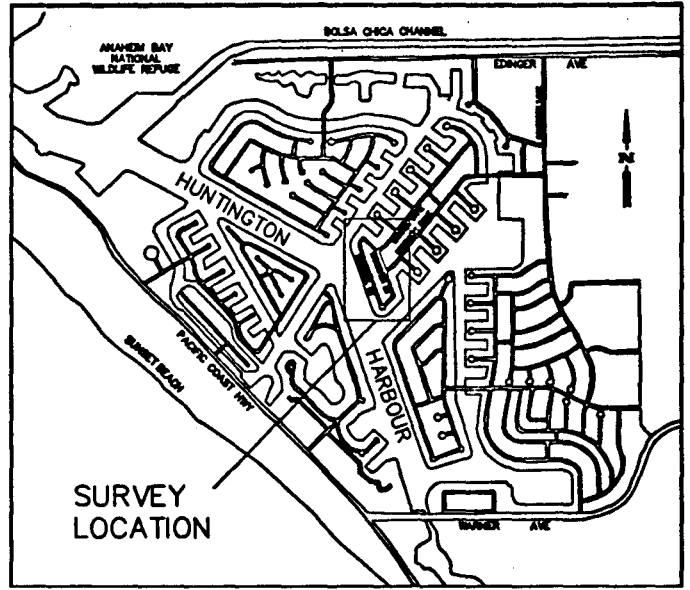 BOLSA CHICA CHANNEL
ANAHEIM BAY
NATIONAL
WILDLIFE REFUGE
EDINGER AVE
N
HUNTINGTON
HARBOUR
SUNSET BEACH
PACIFIC COAST HWY
SURVEY
LOCATION
WARNER AVE